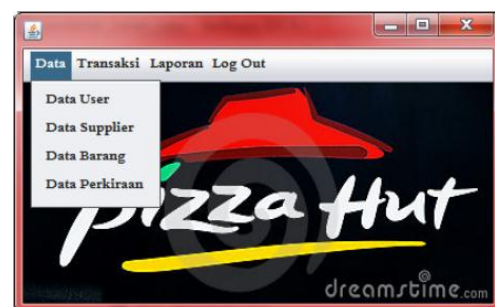 Data Transaksi Laporan Log Out
Data User
Data Supplier
Data Barang
Data Perkiraan
pizza Hut
dreamstime.com